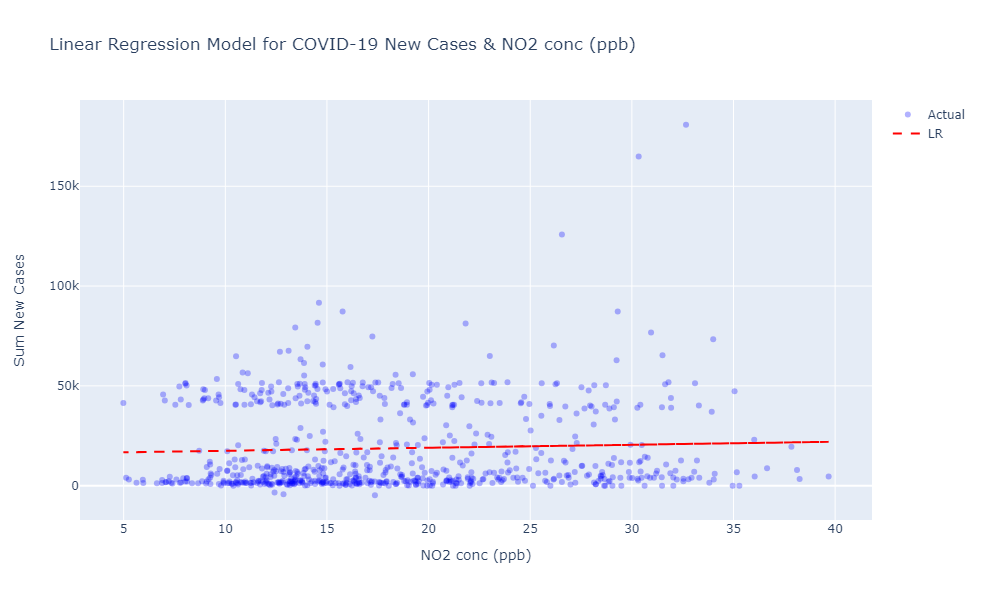 Linear Regression Model for COVID-19 New Cases & NO2 conc (ppb)
Actual
LR
150k
100k
50k
0
Sum New Cases
5 10 15 20 25 30 35 40
NO2 conc (ppb)